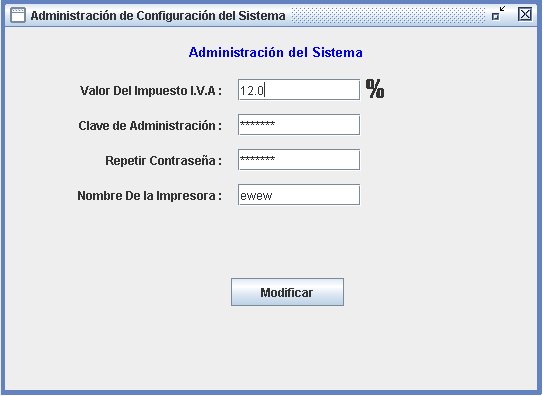 Administración de Configuración del Sistema
Administración del Sistema
Valor Del Impuesto I.V.A : 12.0 %
Clave de Administración : *******
Repetir Contraseña : *******
Nombre De la Impresora : ewew
Modificar